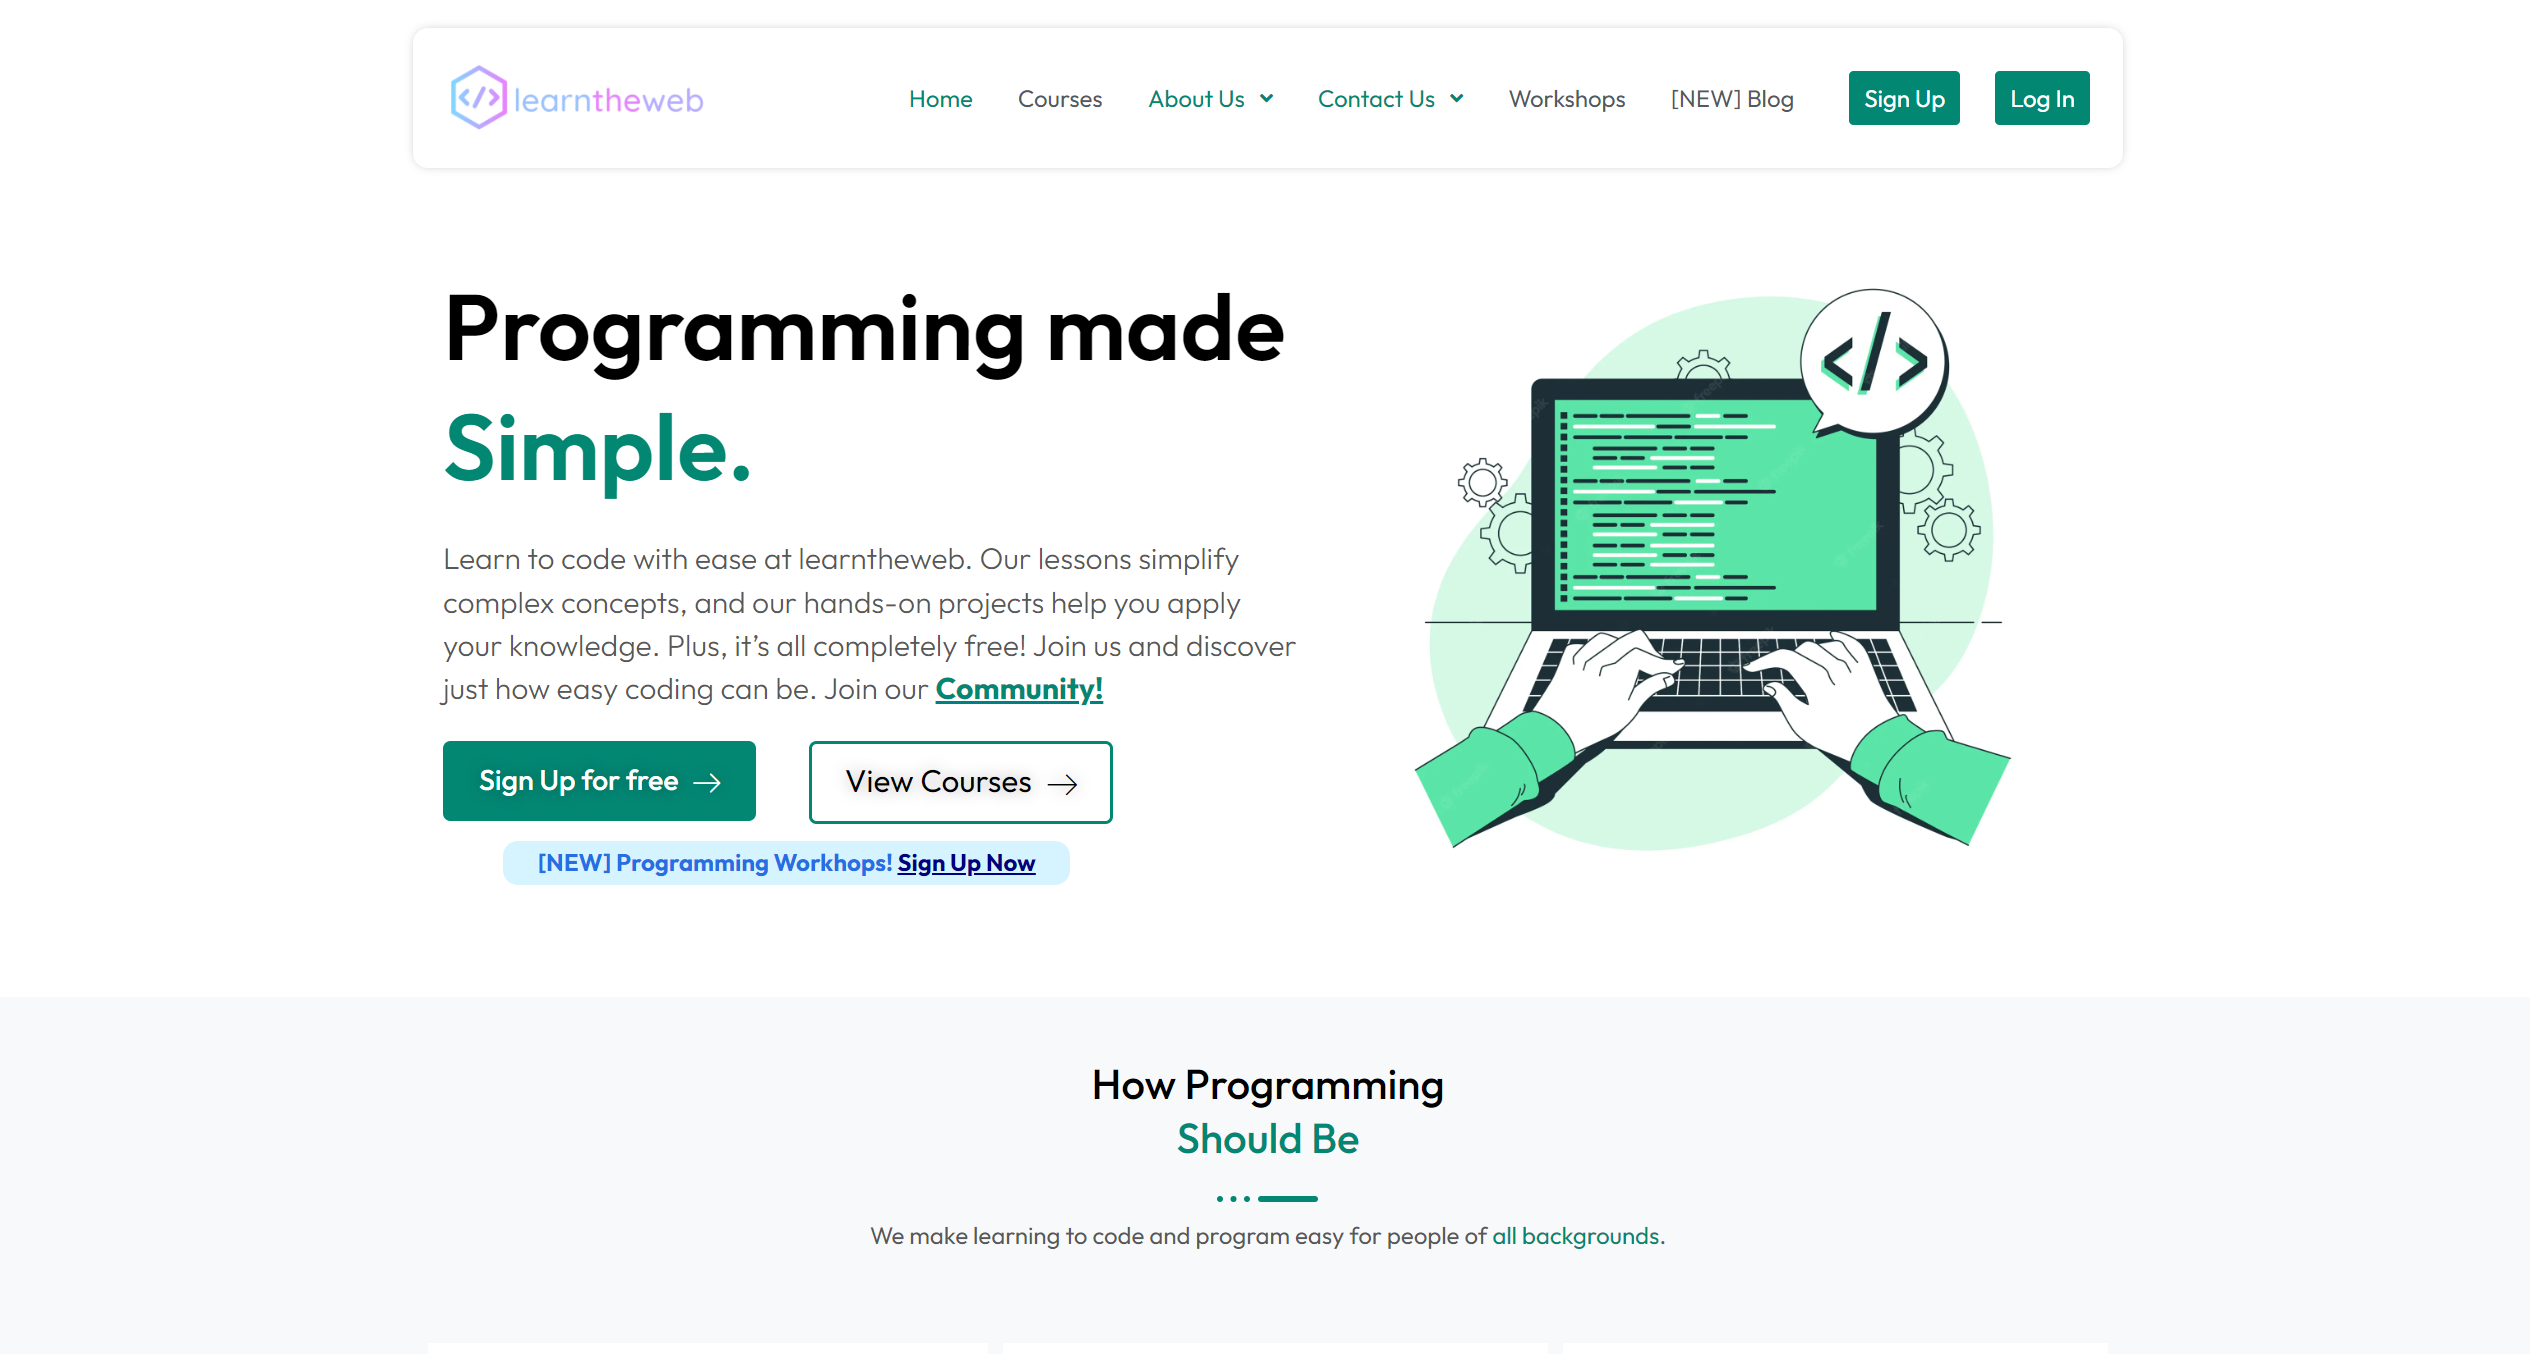 learntheweb
Home Courses About Us Contact Us Workshops [NEW] Blog Sign Up Log In
Programming made
Simple.
Learn to code with ease at learntheweb. Our lessons simplify
complex concepts, and our hands-on projects help you apply
your knowledge. Plus, it’s all completely free! Join us and discover
just how easy coding can be. Join our Community!
Sign Up for free → View Courses →
[NEW] Programming Workhops! Sign Up Now
How Programming
Should Be
We make learning to code and program easy for people of all backgrounds.